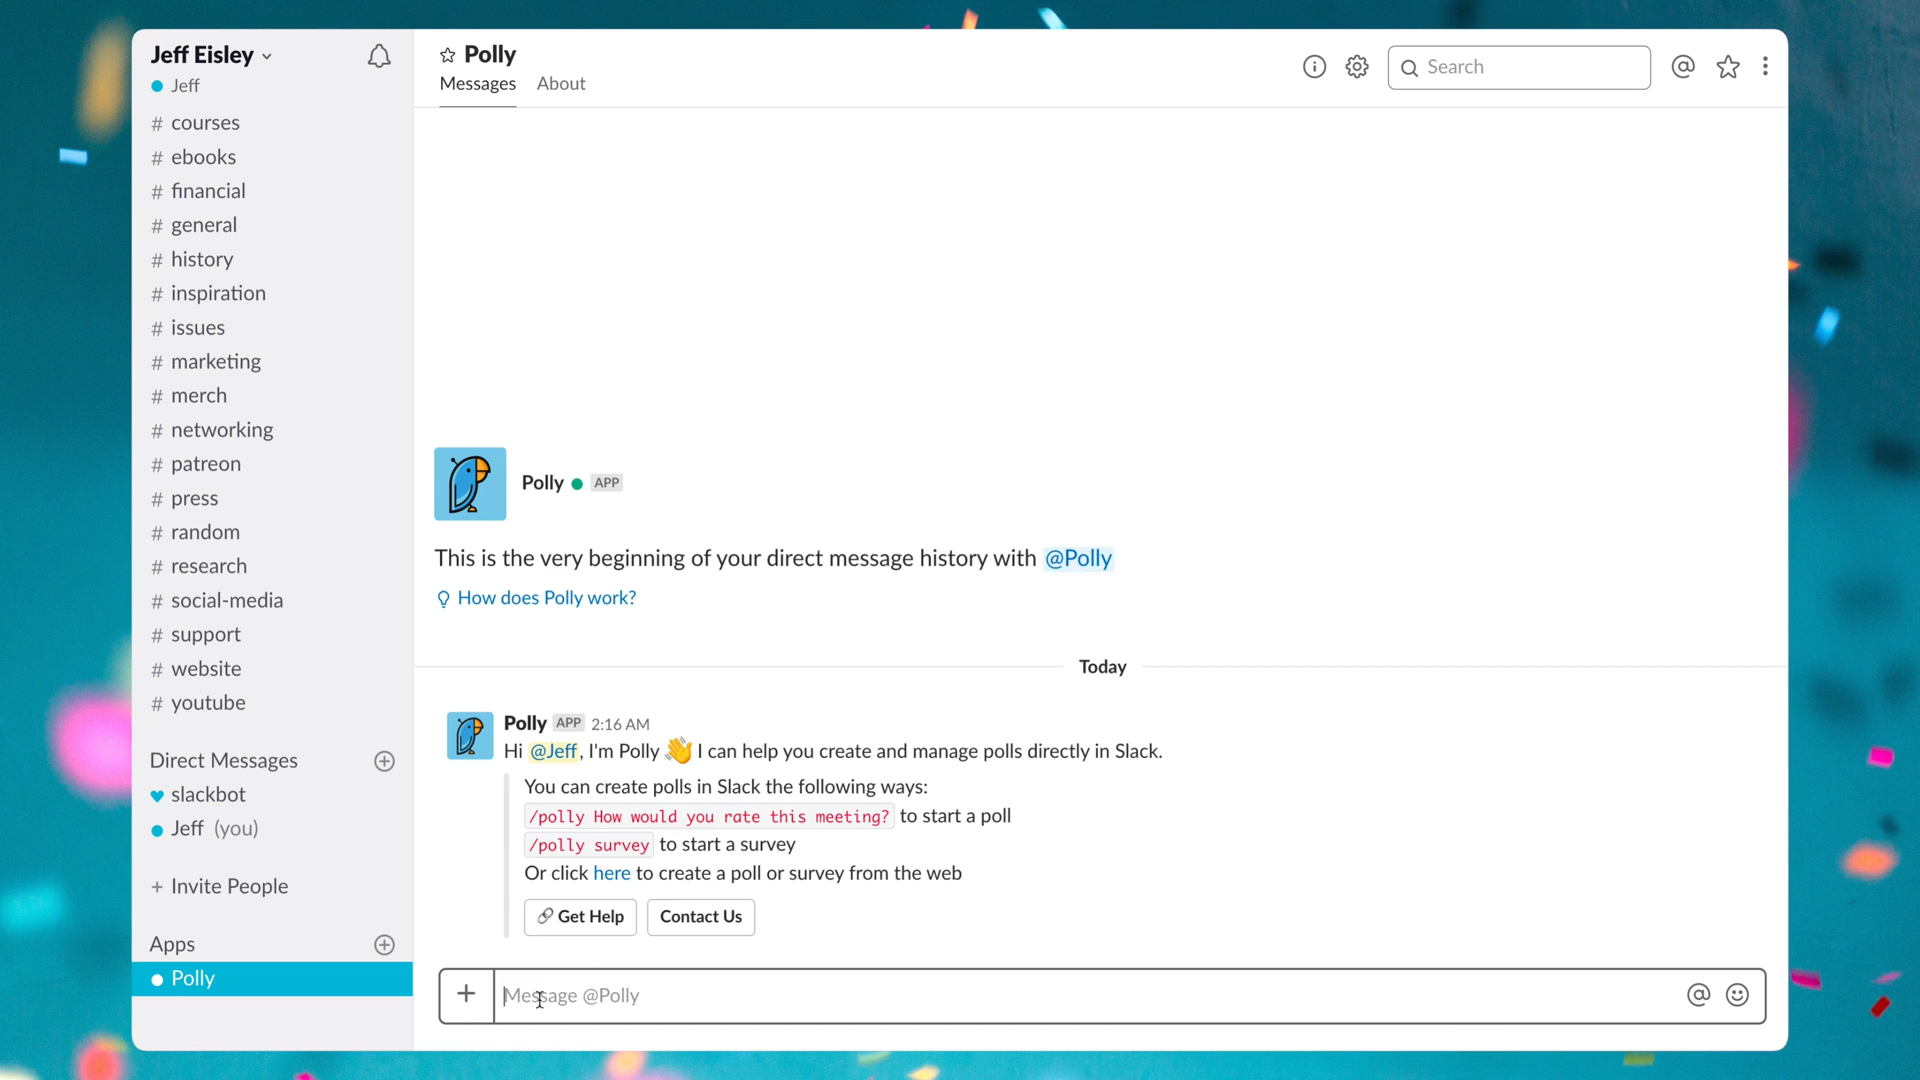 Jeff Eisley
Jeff
# courses
# ebooks
# financial
# general
# history
# inspiration
# issues
# marketing
# merch
# networking
# patreon
# press
# random
# research
# social-media
# support
# website
# youtube
Direct Messages
slackbot
Jeff (you)
+ Invite People
Apps
Polly
Polly
Messages About
Search
Polly APP
This is the very beginning of your direct message history with @Polly
How does Polly work?
Today
Polly APP 2:16 AM
Hi @Jeff, I'm Polly 👋 I can help you create and manage polls directly in Slack.
You can create polls in Slack the following ways:
/polly How would you rate this meeting? to start a poll
/polly survey to start a survey
Or click here to create a poll or survey from the web
Get Help Contact Us
Message @Polly